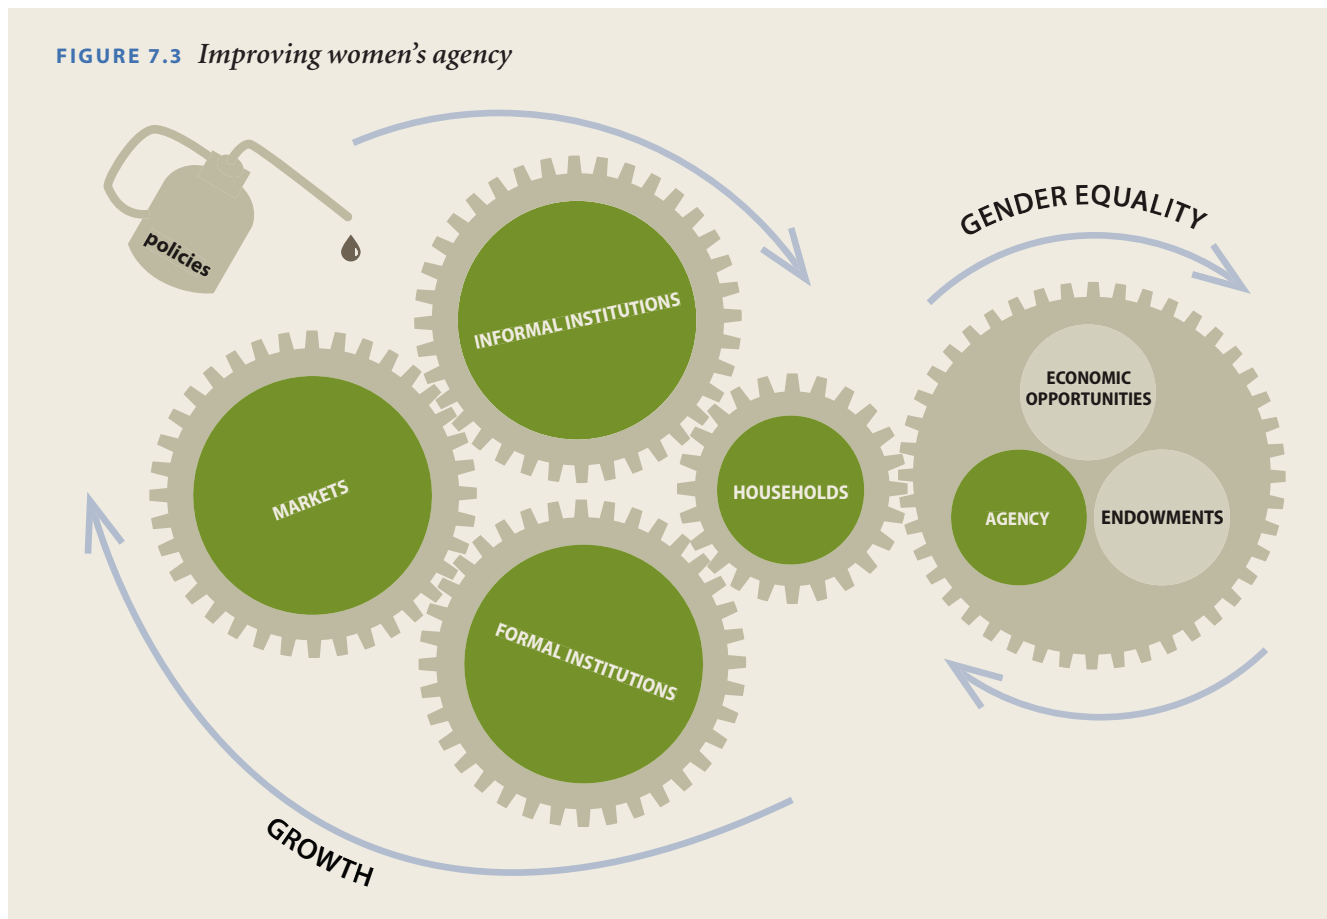 FIGURE 7.3 Improving women's agency
policies
GENDER EQUALITY
INFORMAL INSTITUTIONS
ECONOMIC
OPPORTUNITIES
MARKETS
HOUSEHOLDS
AGENCY
ENDOWMENTS
FORMAL INSTITUTIONS
GROWTH